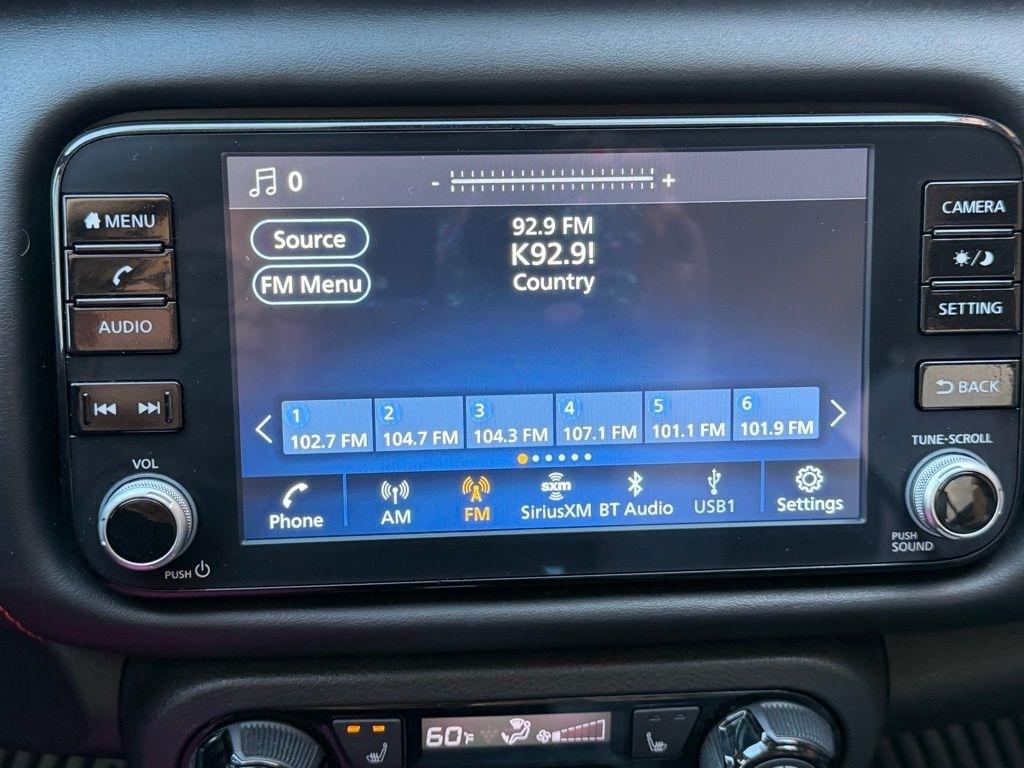 0 - +
MENU
AUDIO
VOL
PUSH
Source
FM Menu
92.9 FM
K92.9!
Country
1 102.7 FM
2 104.7 FM
3 104.3 FM
4 107.1 FM
5 101.1 FM
6 101.9 FM
Phone
AM
FM
sxm
SiriusXM
BT Audio
USB1
Settings
CAMERA
SETTING
BACK
TUNE·SCROLL
PUSH
SOUND
60°F